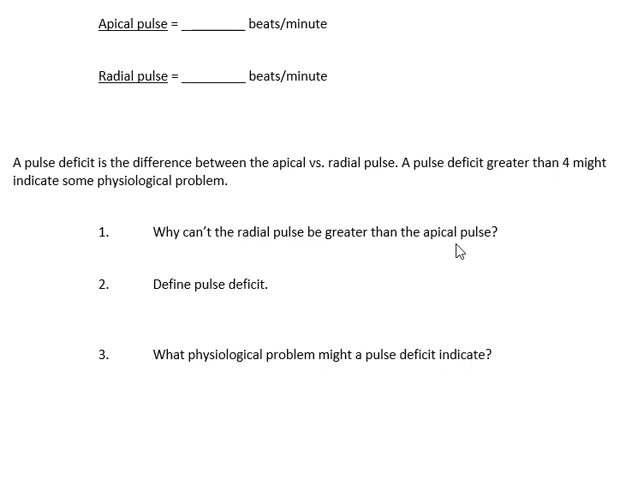 Apical pulse = _________ beats/minute
Radial pulse = _________ beats/minute
A pulse deficit is the difference between the apical vs. radial pulse. A pulse deficit greater than 4 might
indicate some physiological problem.
1. Why can't the radial pulse be greater than the apical pulse?
2. Define pulse deficit.
3. What physiological problem might a pulse deficit indicate?